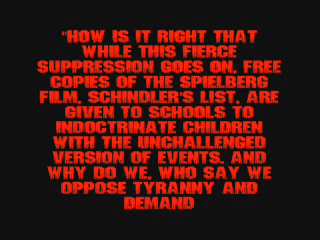 "HOW IS IT RIGHT THAT
WHILE THIS FIERCE
SUPPRESSION GOES ON, FREE
COPIES OF THE SPIELBERG
FILM, SCHINDLER'S LIST, ARE
GIVEN TO SCHOOLS TO
INDOCTRINATE CHILDREN
WITH THE UNCHALLENGED
VERSION OF EVENTS. AND
WHY DO WE, WHO SAY WE
OPPOSE TYRANNY AND
DEMAND